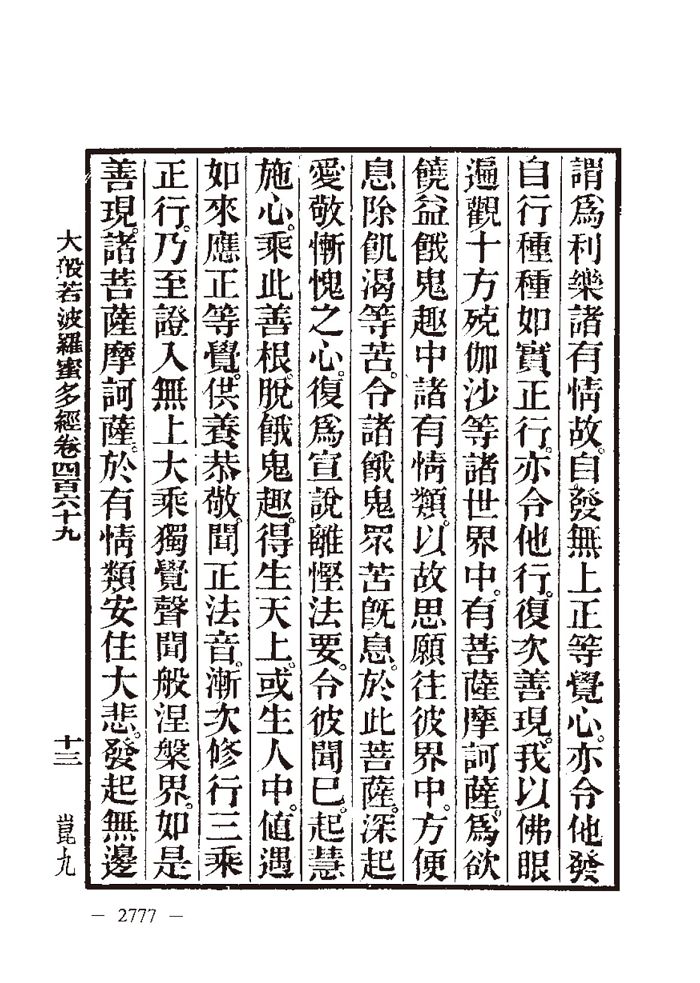 謂爲利樂諸有情故。自發無上正等覺心。亦令他發
自行種種如實正行。亦令他行。復次善現。我以佛眼
遍觀十方殑伽沙等諸世界中。有菩薩摩訶薩。爲欲
饒益餓鬼趣中諸有情類。以故思願往彼界中。方便
息除飢渴等苦。令諸餓鬼眾苦旣息。於此菩薩。深起
愛敬慚愧之心。復爲宣說離慳法要。令彼聞已。起慧
施心。乘此善根。脫餓鬼趣。得生天上。或生人中。値遇
如來應正等覺。供養恭敬。聞正法音。漸次修行三乘
正行。乃至證入無上大乘獨覺聲聞般涅槃界。如是
善現。諸菩薩摩訶薩。於有情類安住大悲。發起無邊
大般若波羅蜜多經卷四百六十九
十三
崑九
— 2777 —